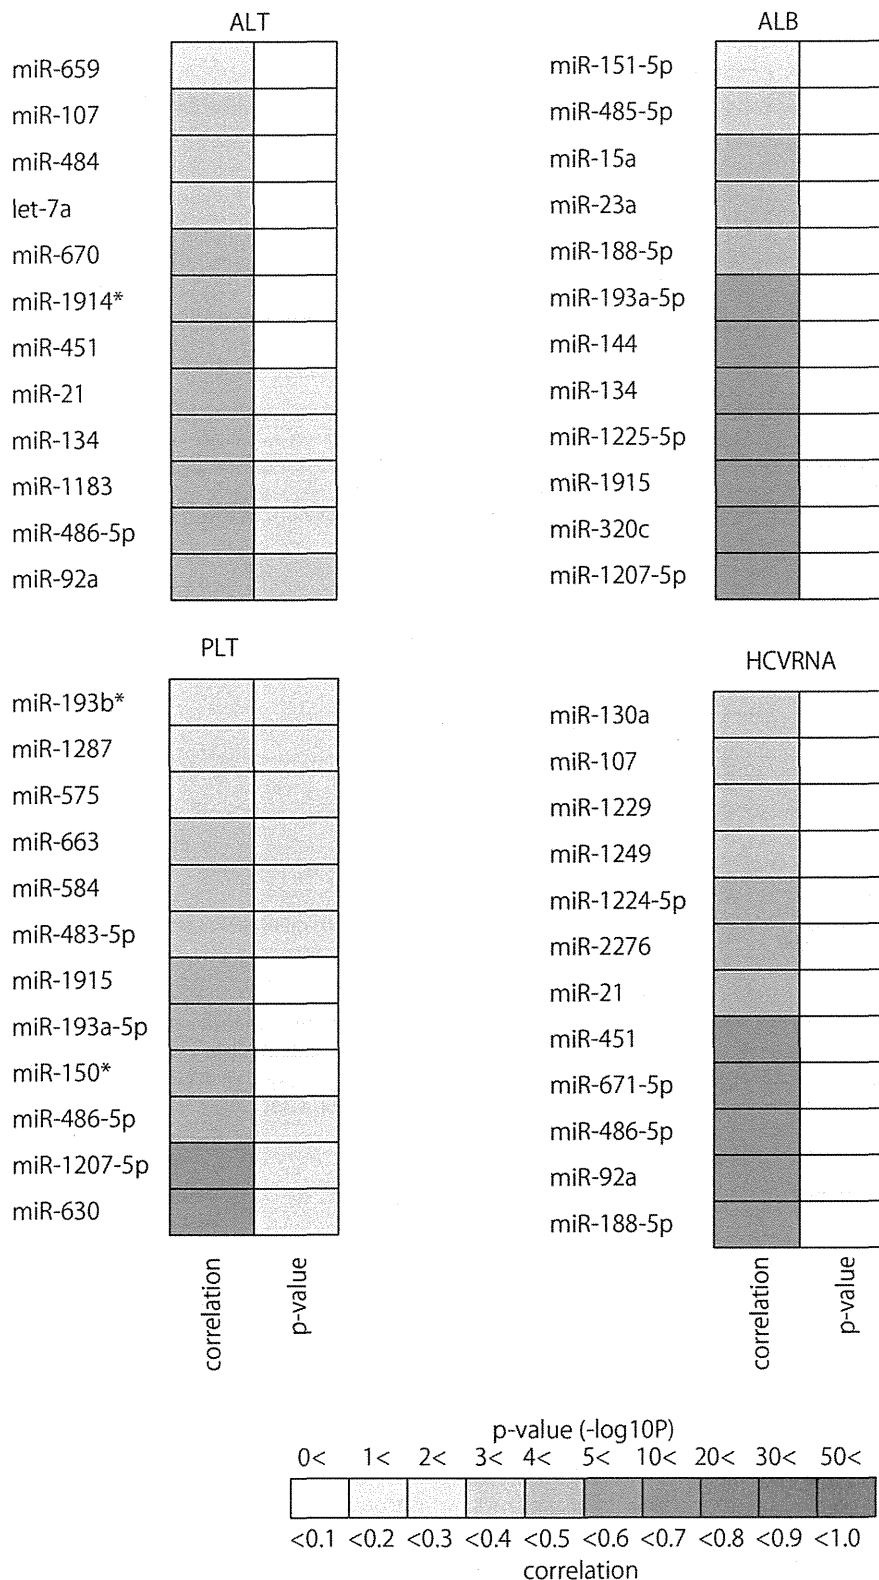 ALT
miR-659
miR-107
miR-484
let-7a
miR-670
miR-1914*
miR-451
miR-21
miR-134
miR-1183
miR-486-5p
miR-92a
ALB
miR-151-5p
miR-485-5p
miR-15a
miR-23a
miR-188-5p
miR-193a-5p
miR-144
miR-134
miR-1225-5p
miR-1915
miR-320c
miR-1207-5p
PLT
miR-193b*
miR-1287
miR-575
miR-663
miR-584
miR-483-5p
miR-1915
miR-193a-5p
miR-150*
miR-486-5p
miR-1207-5p
miR-630
correlation
p-value
HCVRNA
miR-130a
miR-107
miR-1229
miR-1249
miR-1224-5p
miR-2276
miR-21
miR-451
miR-671-5p
miR-486-5p
miR-92a
miR-188-5p
correlation
p-value
p-value (-log10P)
0< 1< 2< 3< 4< 5< 10< 20< 30< 50<
<0.1 <0.2 <0.3 <0.4 <0.5 <0.6 <0.7 <0.8 <0.9 <1.0
correlation